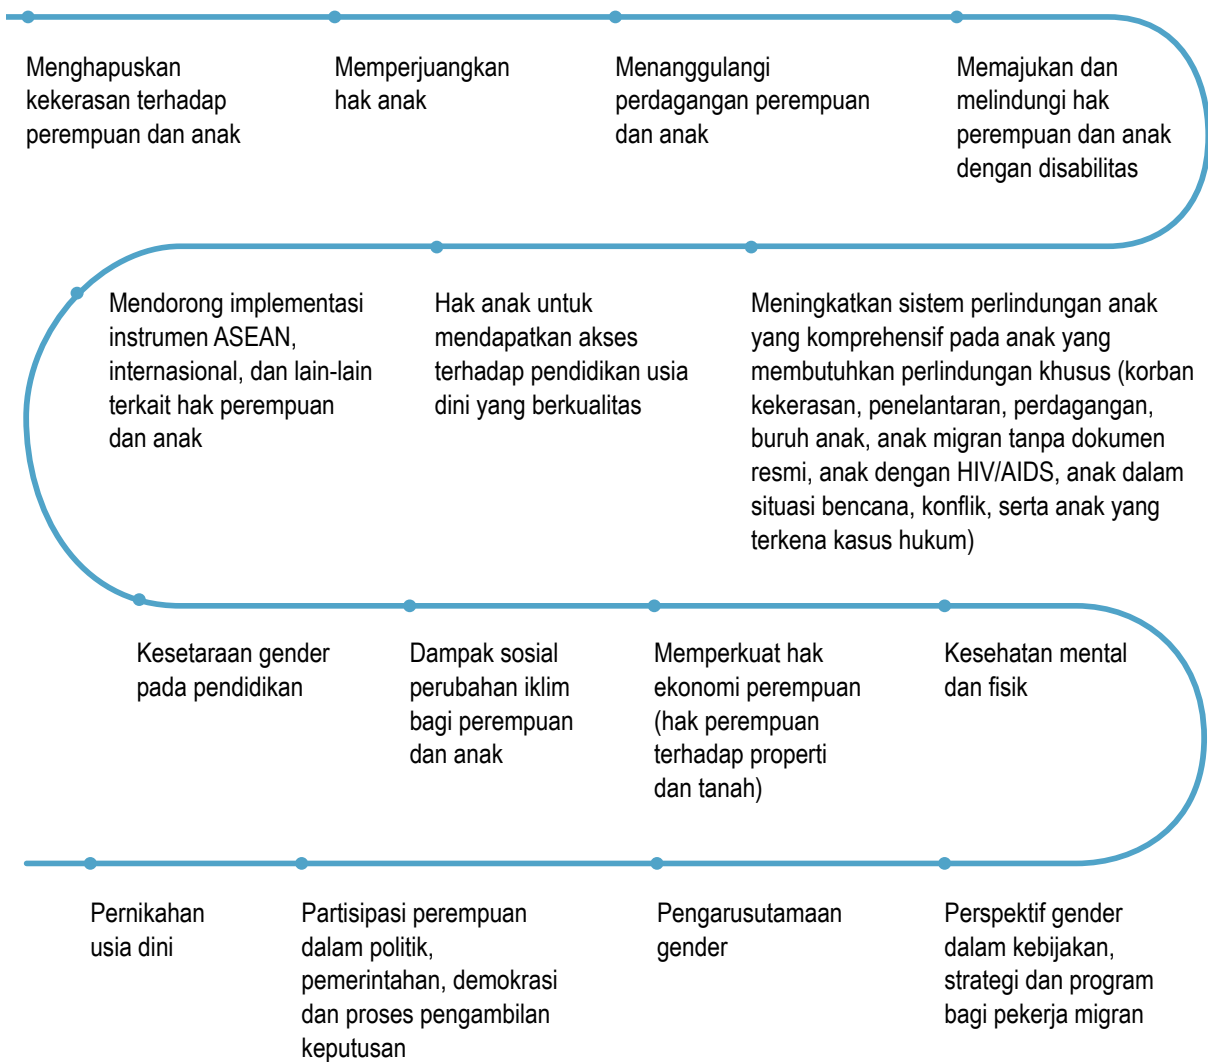 Menghapuskan
kekerasan terhadap
perempuan dan anak
Memperjuangkan
hak anak
Menanggulangi
perdagangan perempuan
dan anak
Memajukan dan
melindungi hak
perempuan dan anak
dengan disabilitas
Mendorong implementasi
instrumen ASEAN,
internasional, dan lain-lain
terkait hak perempuan
dan anak
Hak anak untuk
mendapatkan akses
terhadap pendidikan usia
dini yang berkualitas
Meningkatkan sistem perlindungan anak
yang komprehensif pada anak yang
membutuhkan perlindungan khusus (korban
kekerasan, penelantaran, perdagangan,
buruh anak, anak migran tanpa dokumen
resmi, anak dengan HIV/AIDS, anak dalam
situasi bencana, konflik, serta anak yang
terkena kasus hukum)
Kesetaraan gender
pada pendidikan
Dampak sosial
perubahan iklim
bagi perempuan
dan anak
Memperkuat hak
ekonomi perempuan
(hak perempuan
terhadap properti
dan tanah)
Kesehatan mental
dan fisik
Pernikahan
usia dini
Partisipasi perempuan
dalam politik,
pemerintahan, demokrasi
dan proses pengambilan
keputusan
Pengarusutamaan
gender
Perspektif gender
dalam kebijakan,
strategi dan program
bagi pekerja migran